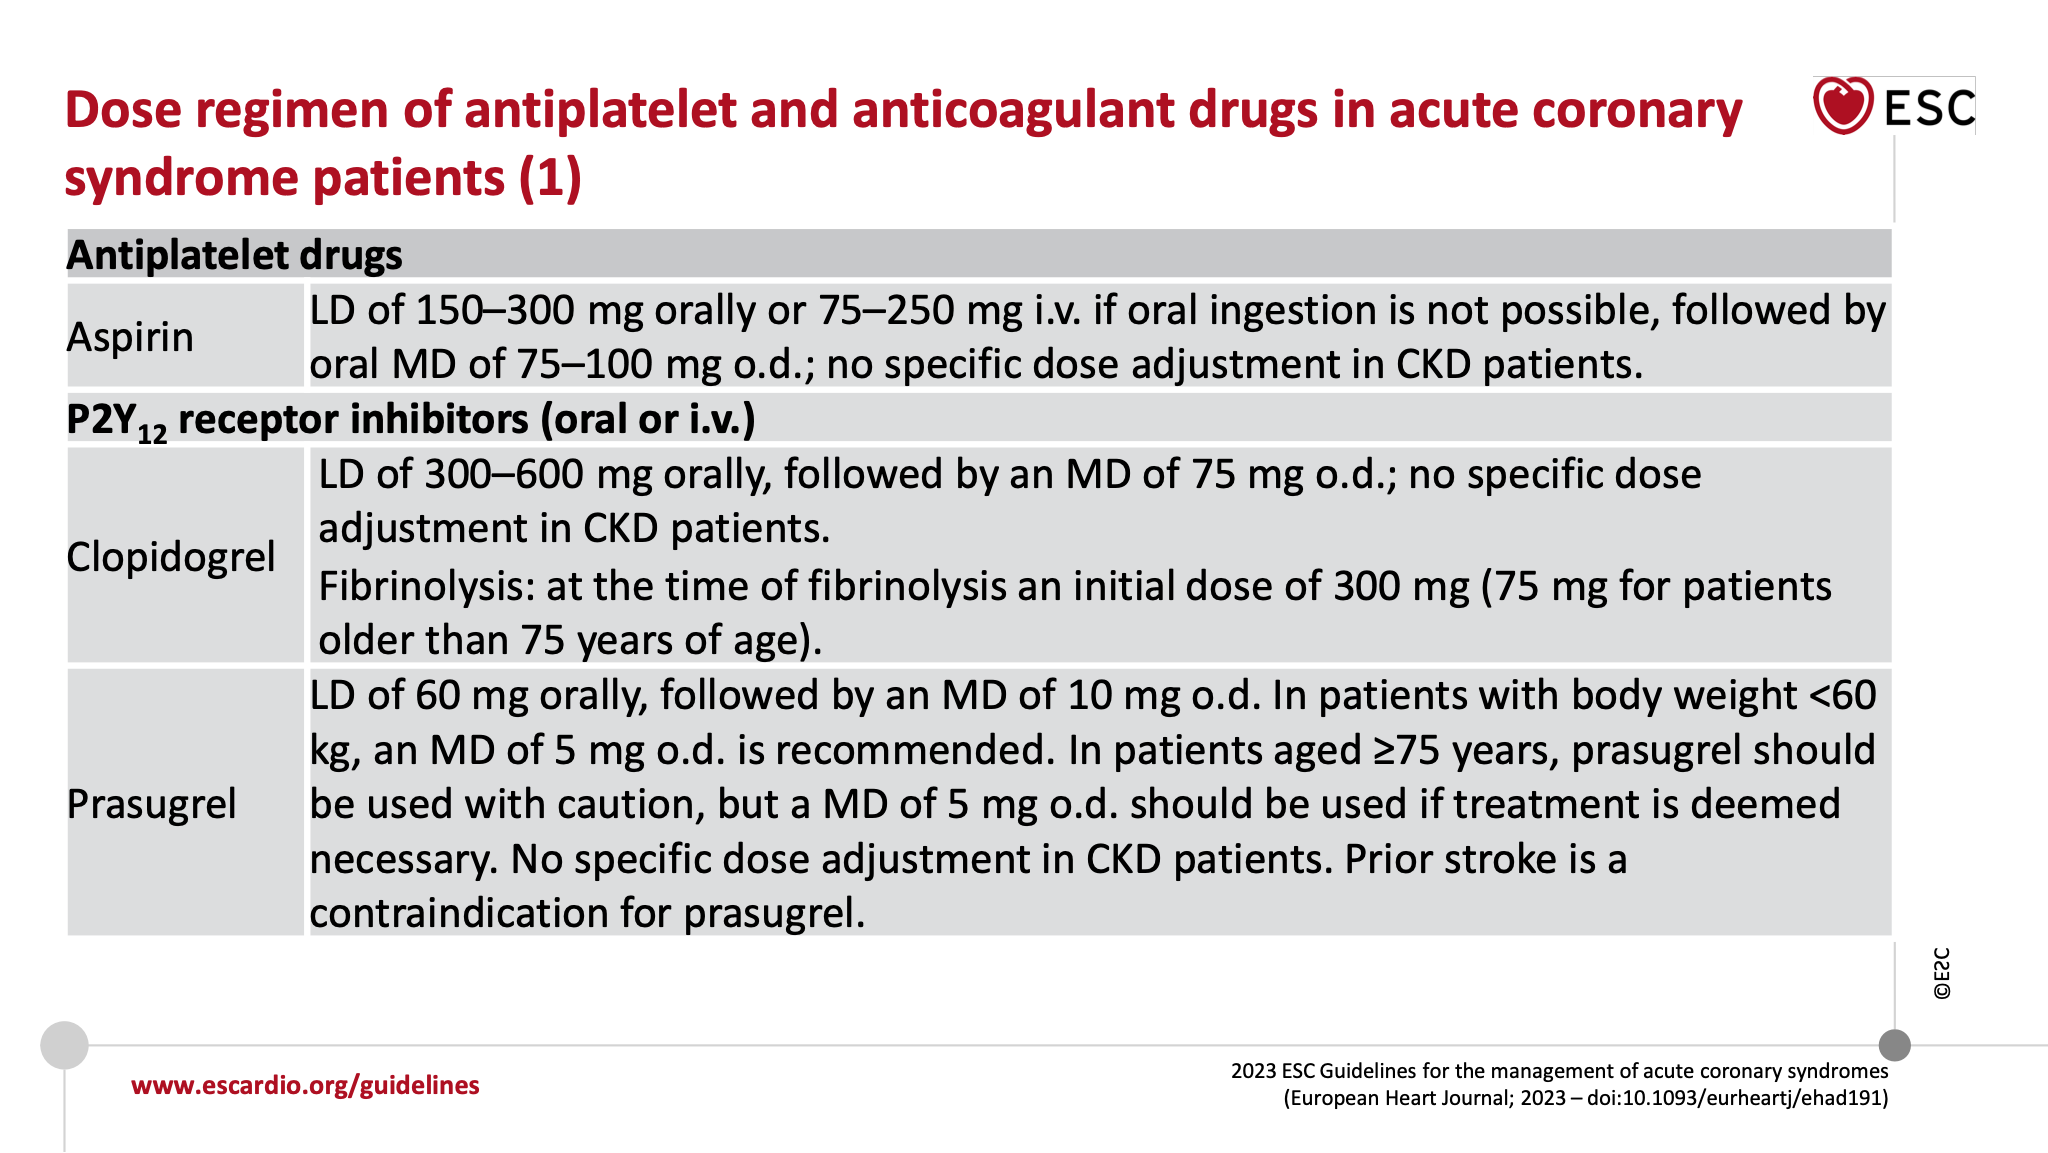 Dose regimen of antiplatelet and anticoagulant drugs in acute coronary
syndrome patients (1)
ESC
Antiplatelet drugs
Aspirin
LD of 150–300 mg orally or 75–250 mg i.v. if oral ingestion is not possible, followed by
oral MD of 75–100 mg o.d.; no specific dose adjustment in CKD patients.
P2Y12 receptor inhibitors (oral or i.v.)
Clopidogrel
LD of 300–600 mg orally, followed by an MD of 75 mg o.d.; no specific dose
adjustment in CKD patients.
Fibrinolysis: at the time of fibrinolysis an initial dose of 300 mg (75 mg for patients
older than 75 years of age).
Prasugrel
LD of 60 mg orally, followed by an MD of 10 mg o.d. In patients with body weight <60
kg, an MD of 5 mg o.d. is recommended. In patients aged ≥75 years, prasugrel should
be used with caution, but a MD of 5 mg o.d. should be used if treatment is deemed
necessary. No specific dose adjustment in CKD patients. Prior stroke is a
contraindication for prasugrel.
©ESC
www.escardio.org/guidelines
2023 ESC Guidelines for the management of acute coronary syndromes
(European Heart Journal; 2023 – doi:10.1093/eurheartj/ehad191)